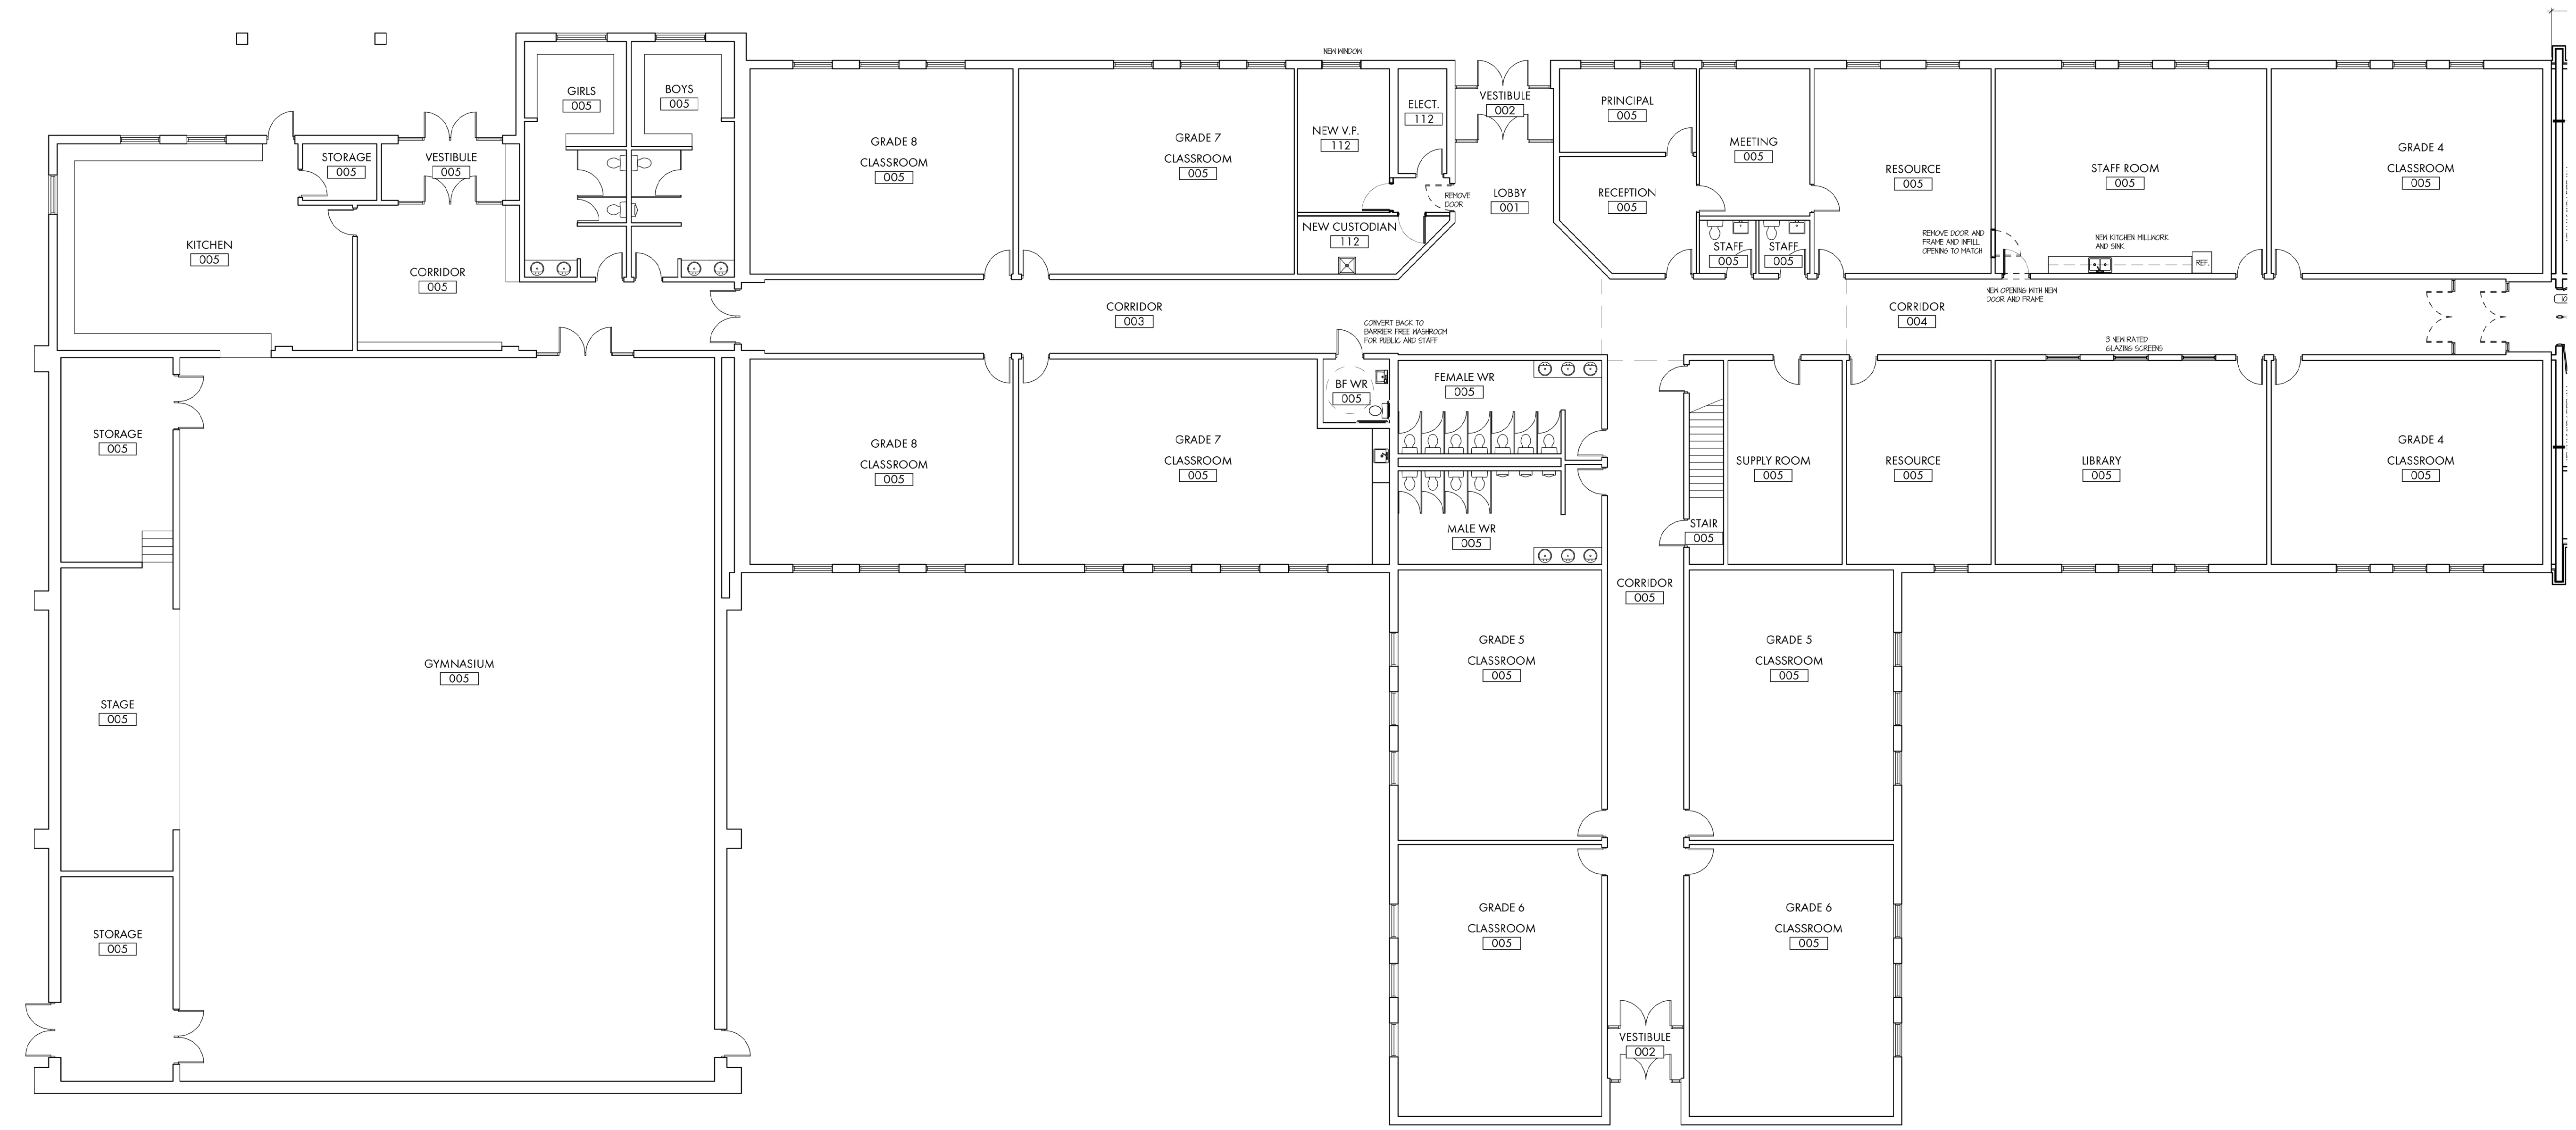 NEW WINDOW
GIRLS
005
BOYS
005
ELECT.
112
VESTIBULE
002
PRINCIPAL
005
NEW V.P.
112
GRADE 8
CLASSROOM
005
GRADE 7
CLASSROOM
005
MEETING
005
GRADE 4
CLASSROOM
005
STORAGE
005
VESTIBULE
005
RESOURCE
005
STAFF ROOM
005
REMOVE
DOOR
LOBBY
001
RECEPTION
005
NEW CUSTODIAN
112
KITCHEN
005
CORRIDOR
005
STAFF
005
STAFF
005
REMOVE DOOR AND
FRAME AND INFILL
OPENING TO MATCH
NEW KITCHEN MILLWORK
AND SINK
REF.
NEW OPENING WITH NEW
DOOR AND FRAME
CORRIDOR
003
CORRIDOR
004
CONVERT BACK TO
BARRIER FREE WASHROOM
FOR PUBLIC AND STAFF
3 NEW RATED
GLAZING SCREENS
BF WR
005
FEMALE WR
005
STORAGE
005
GRADE 8
CLASSROOM
005
GRADE 7
CLASSROOM
005
SUPPLY ROOM
005
RESOURCE
005
LIBRARY
005
GRADE 4
CLASSROOM
005
MALE WR
005
STAIR
005
CORRIDOR
005
GYMNASIUM
005
STAGE
005
GRADE 5
CLASSROOM
005
GRADE 5
CLASSROOM
005
STORAGE
005
GRADE 6
CLASSROOM
005
GRADE 6
CLASSROOM
005
VESTIBULE
002